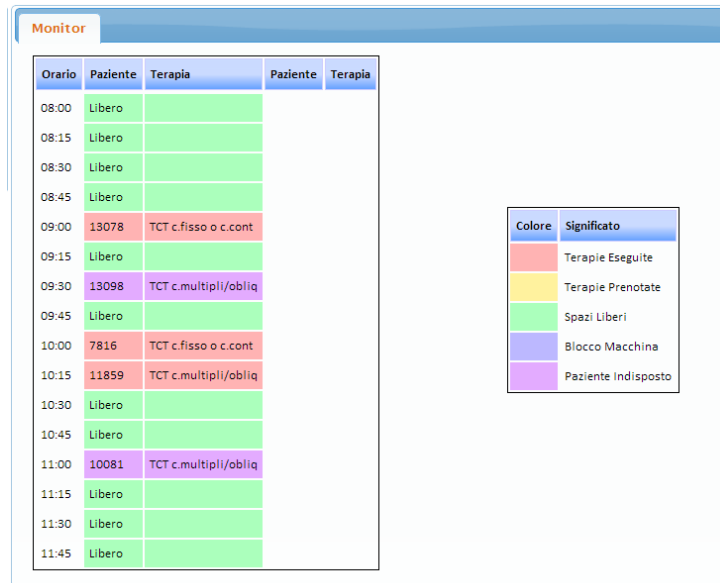 Monitor
Orario Paziente Terapia Paziente Terapia
08:00 Libero
08:15 Libero
08:30 Libero
08:45 Libero
09:00 13078 TCT c.fisso o c.cont
09:15 Libero
09:30 13098 TCT c.multipli/obliq
09:45 Libero
10:00 7816 TCT c.fisso o c.cont
10:15 11859 TCT c.multipli/obliq
10:30 Libero
10:45 Libero
11:00 10081 TCT c.multipli/obliq
11:15 Libero
11:30 Libero
11:45 Libero
Colore Significato
Terapie Eseguite
Terapie Prenotate
Spazi Liberi
Blocco Macchina
Paziente Indisposto